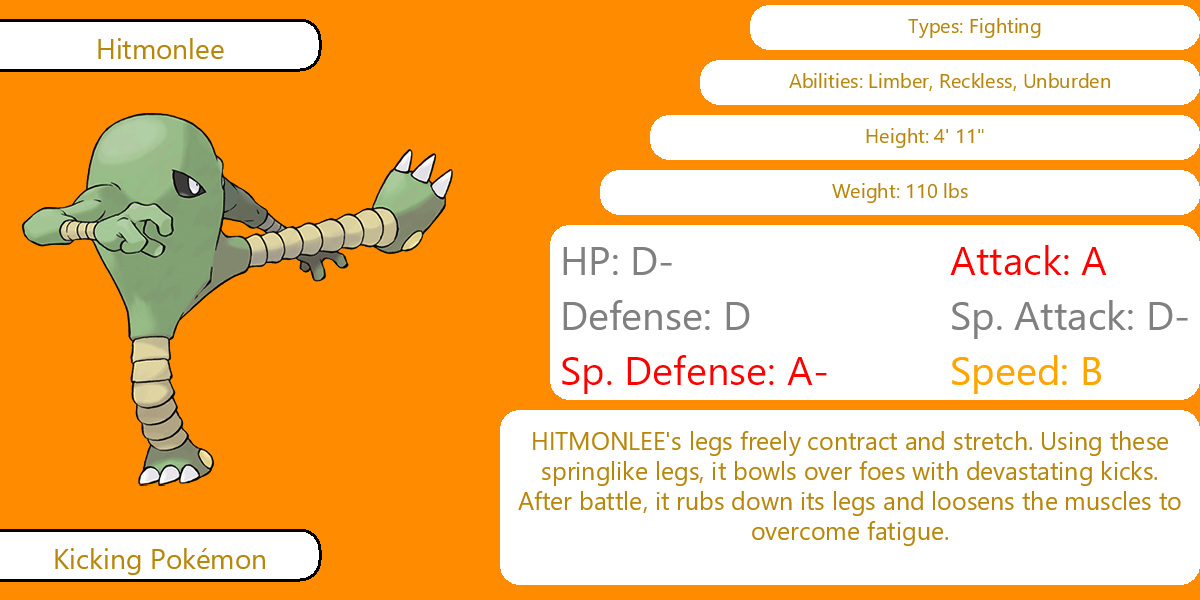 Hitmonlee
Types: Fighting
Abilities: Limber, Reckless, Unburden
Height: 4' 11"
Weight: 110 lbs
HP: D-
Attack: A
Defense: D
Sp. Attack: D-
Sp. Defense: A-
Speed: B
HITMONLEE's legs freely contract and stretch. Using these
springlike legs, it bowls over foes with devastating kicks.
After battle, it rubs down its legs and loosens the muscles to
overcome fatigue.
Kicking Pokémon